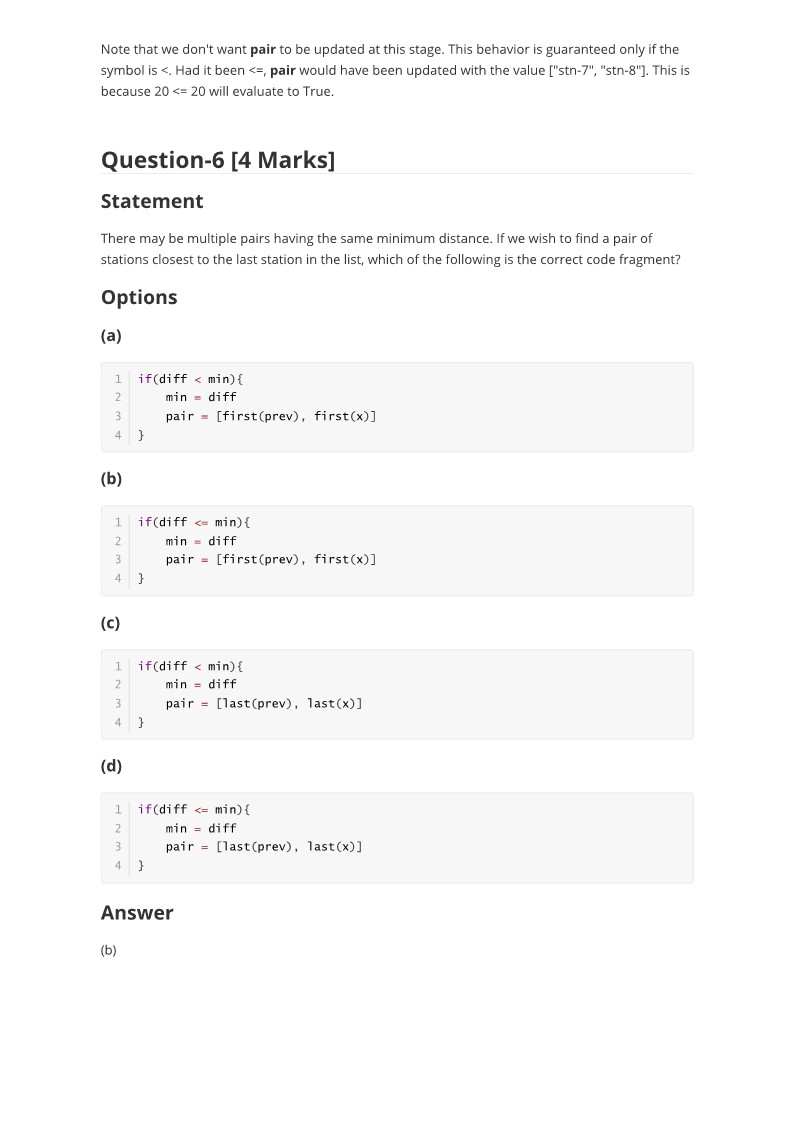 Note that we don't want pair to be updated at this stage. This behavior is guaranteed only if the
symbol is <. Had it been <=, pair would have been updated with the value ["stn-7", "stn-8"]. This is
because 20 <= 20 will evaluate to True.
Question-6 [4 Marks]
Statement
There may be multiple pairs having the same minimum distance. If we wish to find a pair of
stations closest to the last station in the list, which of the following is the correct code fragment?
Options
(a)
1 if(diff < min){
2     min = diff
3     pair = [first(prev), first(x)]
4 }
(b)
1 if(diff <= min){
2     min = diff
3     pair = [first(prev), first(x)]
4 }
(c)
1 if(diff < min){
2     min = diff
3     pair = [last(prev), last(x)]
4 }
(d)
1 if(diff <= min){
2     min = diff
3     pair = [last(prev), last(x)]
4 }
Answer
(b)